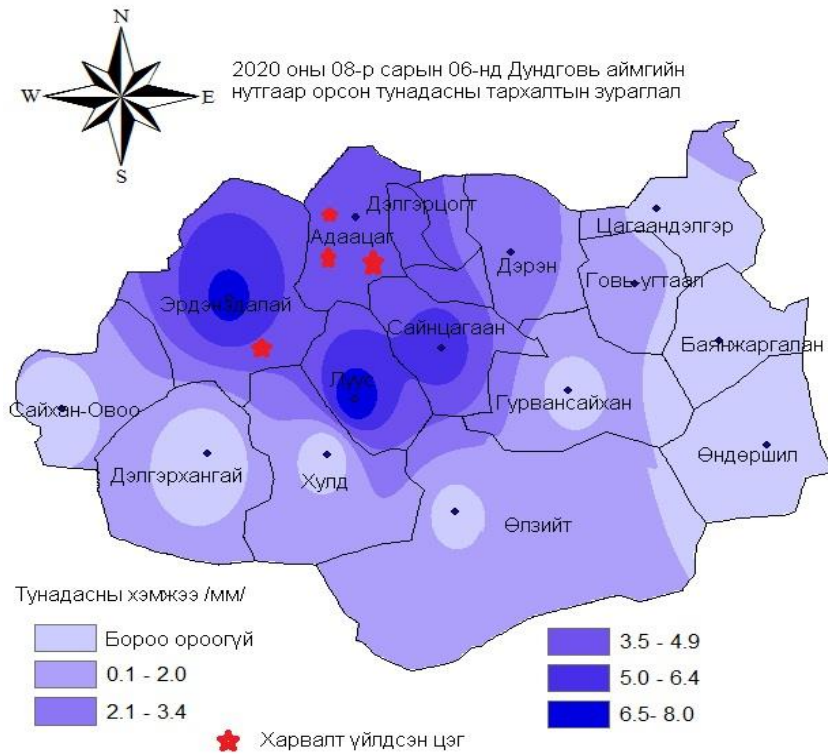 N
2020 оны 08-р сарын 06-нд Дундговь аймгийн
W E
нутгаар орсон тунадасны тархалтын зураглал
S
Дэлгэрцогт
Цагаандэлгэр
Адаацаг
Дэрэн
Говь-угтаал
Эрдэнэдалай
Сайнцагаан
Баянжаргалан
Луус
Сайхан-Овоо
Гурвансайхан
Өндөршил
Дэлгэрхангай
Хулд
Өлзийт
Тунадасны хэмжээ /мм/
Бороо ороогүй
0.1 - 2.0
2.1 - 3.4
3.5 - 4.9
5.0 - 6.4
6.5- 8.0
Харвалт үйлдсэн цэг